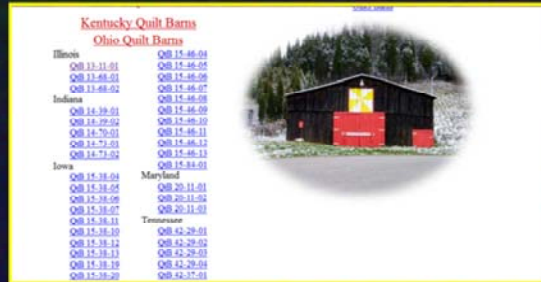 Kentucky Quilt Barns
Ohio Quilt Barns
Illinois
QtB 13-11-01
QtB 13-68-01
QtB 13-68-02
Indiana
QtB 14-39-01
QtB 14-39-02
QtB 14-70-01
QtB 14-73-01
QtB 14-73-02
Iowa
QtB 15-38-04
QtB 15-38-05
QtB 15-38-06
QtB 15-38-07
QtB 15-38-11
QtB 15-38-10
QtB 15-38-12
QtB 15-38-13
QtB 15-38-19
QtB 15-38-20
QtB 15-46-04
QtB 15-46-05
QtB 15-46-06
QtB 15-46-07
QtB 15-46-08
QtB 15-46-09
QtB 15-46-10
QtB 15-46-11
QtB 15-46-12
QtB 15-46-13
QtB 15-84-01
Maryland
QtB 20-11-01
QtB 20-11-02
QtB 20-11-03
Tennessee
QtB 42-29-01
QtB 42-29-02
QtB 42-29-03
QtB 42-29-04
QtB 42-37-01